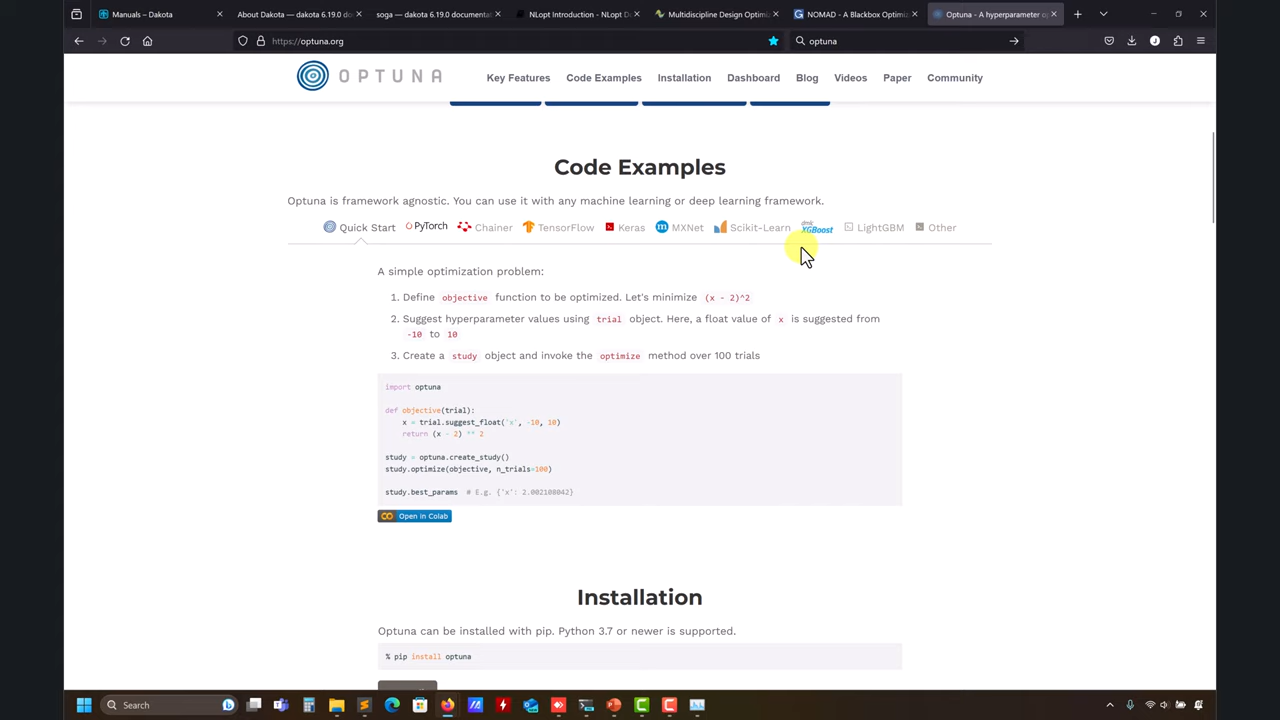 Manuals – Dakota
About Dakota — dakota 6.19.0 do
soga — dakota 6.19.0 documentat
NLopt Introduction - NLopt D
Multidiscipline Design Optimiz
NOMAD - A Blackbox Optimi
Optuna - A hyperparameter o
https://optuna.org
optuna
OPTUNA
Key Features
Code Examples
Installation
Dashboard
Blog
Videos
Paper
Community
Code Examples
Optuna is framework agnostic. You can use it with any machine learning or deep learning framework.
Quick Start
PyTorch
Chainer
TensorFlow
Keras
MXNet
Scikit-Learn
dmlc
XGBoost
LightGBM
Other
A simple optimization problem:
1. Define objective function to be optimized. Let's minimize (x - 2)^2
2. Suggest hyperparameter values using trial object. Here, a float value of x is suggested from
-10 to 10
3. Create a study object and invoke the optimize method over 100 trials
import optuna
def objective(trial):
x = trial.suggest_float('x', -10, 10)
return (x - 2) ** 2
study = optuna.create_study()
study.optimize(objective, n_trials=100)
study.best_params # E.g. {'x': 2.002108042}
Open in Colab
Installation
Optuna can be installed with pip. Python 3.7 or newer is supported.
% pip install optuna
Search